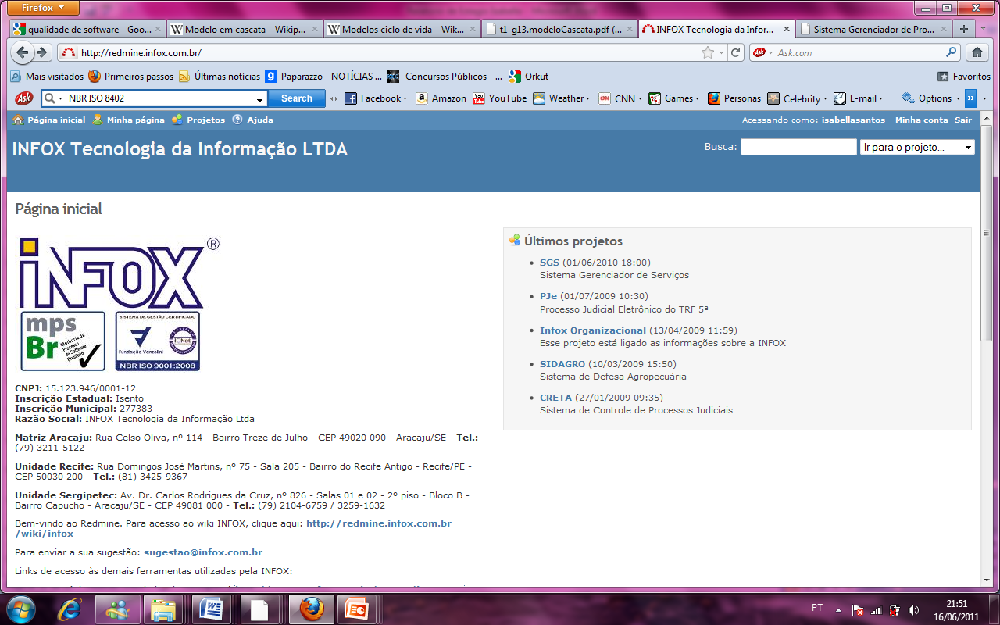 Firefox
qualidade de software - Goo...
Modelo em cascata – Wikip...
Modelos ciclo de vida – Wik...
t1_g13.modeloCascata.pdf (...
INFOX Tecnologia da Infor...
Sistema Gerenciador de Pro...
http://redmine.infox.com.br/
Ask Ask.com
Mais visitados Primeiros passos Últimas notícias Paparazzo - NOTÍCIAS ... Concursos Públicos - ... Orkut Favoritos
Ask NBR ISO 8402 Search Facebook Amazon YouTube Weather CNN Games Personas Celebrity E-mail Options
Página inicial Minha página Projetos Ajuda Acessando como: isabellasantos Minha conta Sair
INFOX Tecnologia da Informação LTDA Busca: Ir para o projeto...
Página inicial
iNFOX ®
mps Br Melhoria de Processo do Software Brasileiro
SISTEMA DE GESTÃO CERTIFICADO
Fundação Vanzolini IQNet
NBR ISO 9001:2008
CNPJ: 15.123.946/0001-12
Inscrição Estadual: Isento
Inscrição Municipal: 277383
Razão Social: INFOX Tecnologia da Informação Ltda
Matriz Aracaju: Rua Celso Oliva, nº 114 - Bairro Treze de Julho - CEP 49020 090 - Aracaju/SE - Tel.:
(79) 3211-5122
Unidade Recife: Rua Domingos José Martins, nº 75 - Sala 205 - Bairro do Recife Antigo - Recife/PE -
CEP 50030 200 - Tel.: (81) 3425-9367
Unidade Sergipetec: Av. Dr. Carlos Rodrigues da Cruz, nº 826 - Salas 01 e 02 - 2º piso - Bloco B -
Bairro Capucho - Aracaju/SE - CEP 49081 000 - Tel.: (79) 2104-6759 / 3259-1632
Bem-vindo ao Redmine. Para acesso ao wiki INFOX, clique aqui: http://redmine.infox.com.br
/wiki/infox
Para enviar a sua sugestão: sugestao@infox.com.br
Links de acesso às demais ferramentas utilizadas pela INFOX:
Últimos projetos
SGS (01/06/2010 18:00)
Sistema Gerenciador de Serviços
PJe (01/07/2009 10:30)
Processo Judicial Eletrônico do TRF 5ª
Infox Organizacional (13/04/2009 11:59)
Esse projeto está ligado as informações sobre a INFOX
SIDAGRO (10/03/2009 15:50)
Sistema de Defesa Agropecuária
CRETA (27/01/2009 09:35)
Sistema de Controle de Processos Judiciais
PT
21:51
16/06/2011